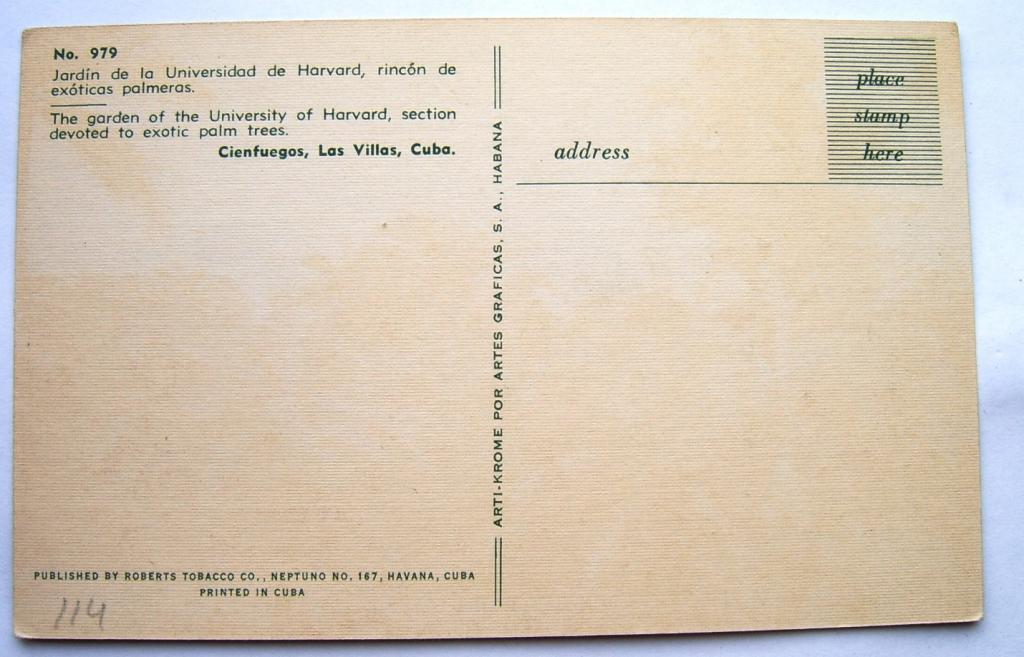 No. 979
Jardín de la Universidad de Harvard, rincón de
exóticas palmeras.
The garden of the University of Harvard, section
devoted to exotic palm trees.
Cienfuegos, Las Villas, Cuba.
ARTI-KROME POR ARTES GRAFICAS, S. A., HABANA
address
place
stamp
here
PUBLISHED BY ROBERTS TOBACCO CO., NEPTUNO NO. 167, HAVANA, CUBA
PRINTED IN CUBA
114